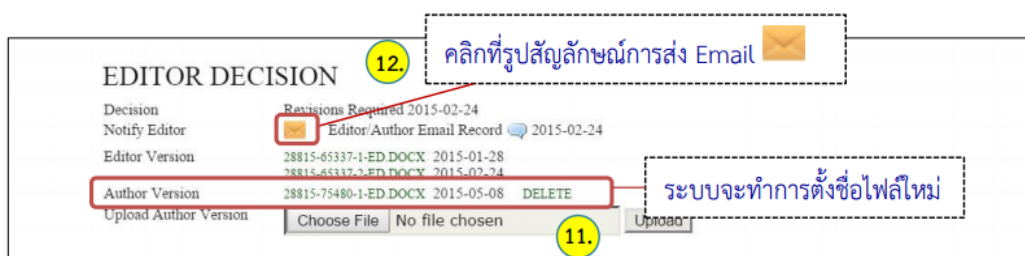 12.
คลิกที่รูปสัญลักษณ์การส่ง Email
EDITOR DECISION
Decision Revisions Required 2015-02-24
Notify Editor Editor/Author Email Record 2015-02-24
Editor Version 28815-65337-1-ED.DOCX 2015-01-28
28815-65337-2-ED.DOCX 2015-02-24
Author Version 28815-75480-1-ED.DOCX 2015-05-08 DELETE
ระบบจะทำการตั้งชื่อไฟล์ใหม่
Upload Author Version Choose File No file chosen Upload
11.